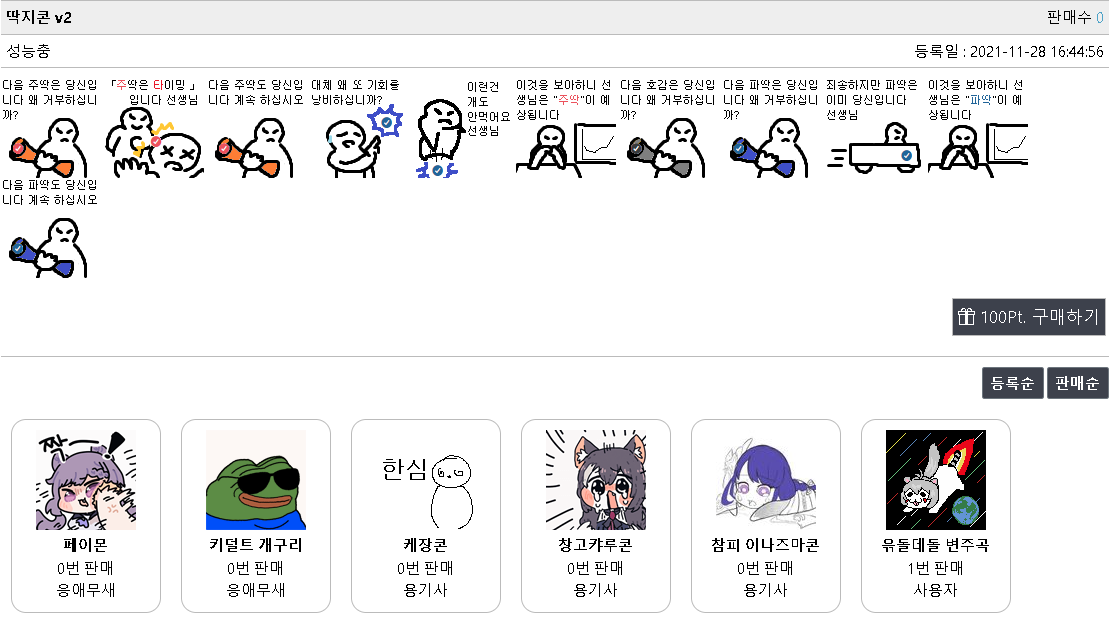 딱지콘 v2
판매수 0
성능충
등록일 : 2021-11-28 16:44:56
다음 주딱은 당신입
니다 왜 거부하십니
까?
「주딱은 타이밍 」
입니다 선생님
다음 주딱도 당신입
니다 계속 하십시오
대체 왜 또 기회를
낭비하십니까?
이런건
개도
안먹어요
선생님
이것을 보아하니 선
생님은 "주딱"이 예
상됩니다
다음 호감은 당신입
니다 왜 거부하십니
까?
다음 파딱은 당신입
니다 왜 거부하십니
까?
죄송하지만 파딱은
이미 당신입니다
선생님
이것을 보아하니 선
생님은 "파딱"이 예
상됩니다
다음 파딱도 당신입
니다 계속 하십시오
100Pt. 구매하기
등록순
판매순
짜
!
페이몬
0번 판매
응애무새
키덜트 개구리
0번 판매
응애무새
한심
케장콘
0번 판매
용기사
창고캬루콘
0번 판매
용기사
참피 이나즈마콘
0번 판매
용기사
윾돌데돌 변주곡
1번 판매
사용자